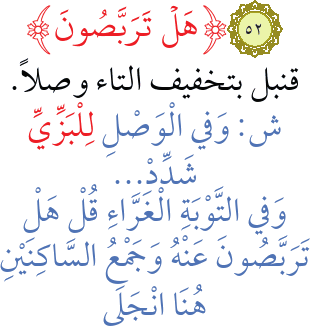 ٥٢ ﴿هَلۡ تَرَبَّصُونَ﴾
قنبل بتخفيف التاء وصلاً.
ش: وَفِي الْوَصْلِ لِلْبَزِّيِّ
شَدِّدْ...
وَفِي التَّوْبَةِ الْغَرَّاءِ قُلْ هَلْ
تَرَبَّصُونَ عَنْهُ وَجَمْعُ السَّاكِنَيْنِ
هُنَا انْجَلَى